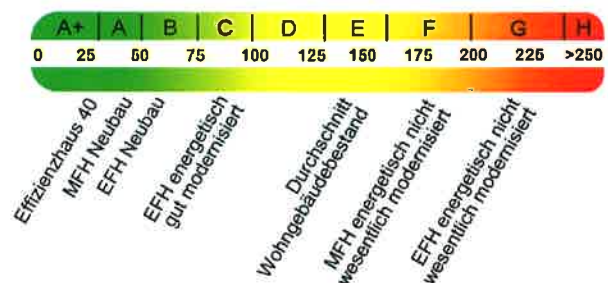 A+ A B C D E F G H
0 25 50 75 100 125 150 175 200 225 >250
Effizienzhaus 40
MFH Neubau
EFH Neubau
EFH energetisch
gut modernisiert
Durchschnitt
Wohngebäudebestand
MFH energetisch nicht
wesentlich modernisiert
EFH energetisch nicht
wesentlich modernisiert